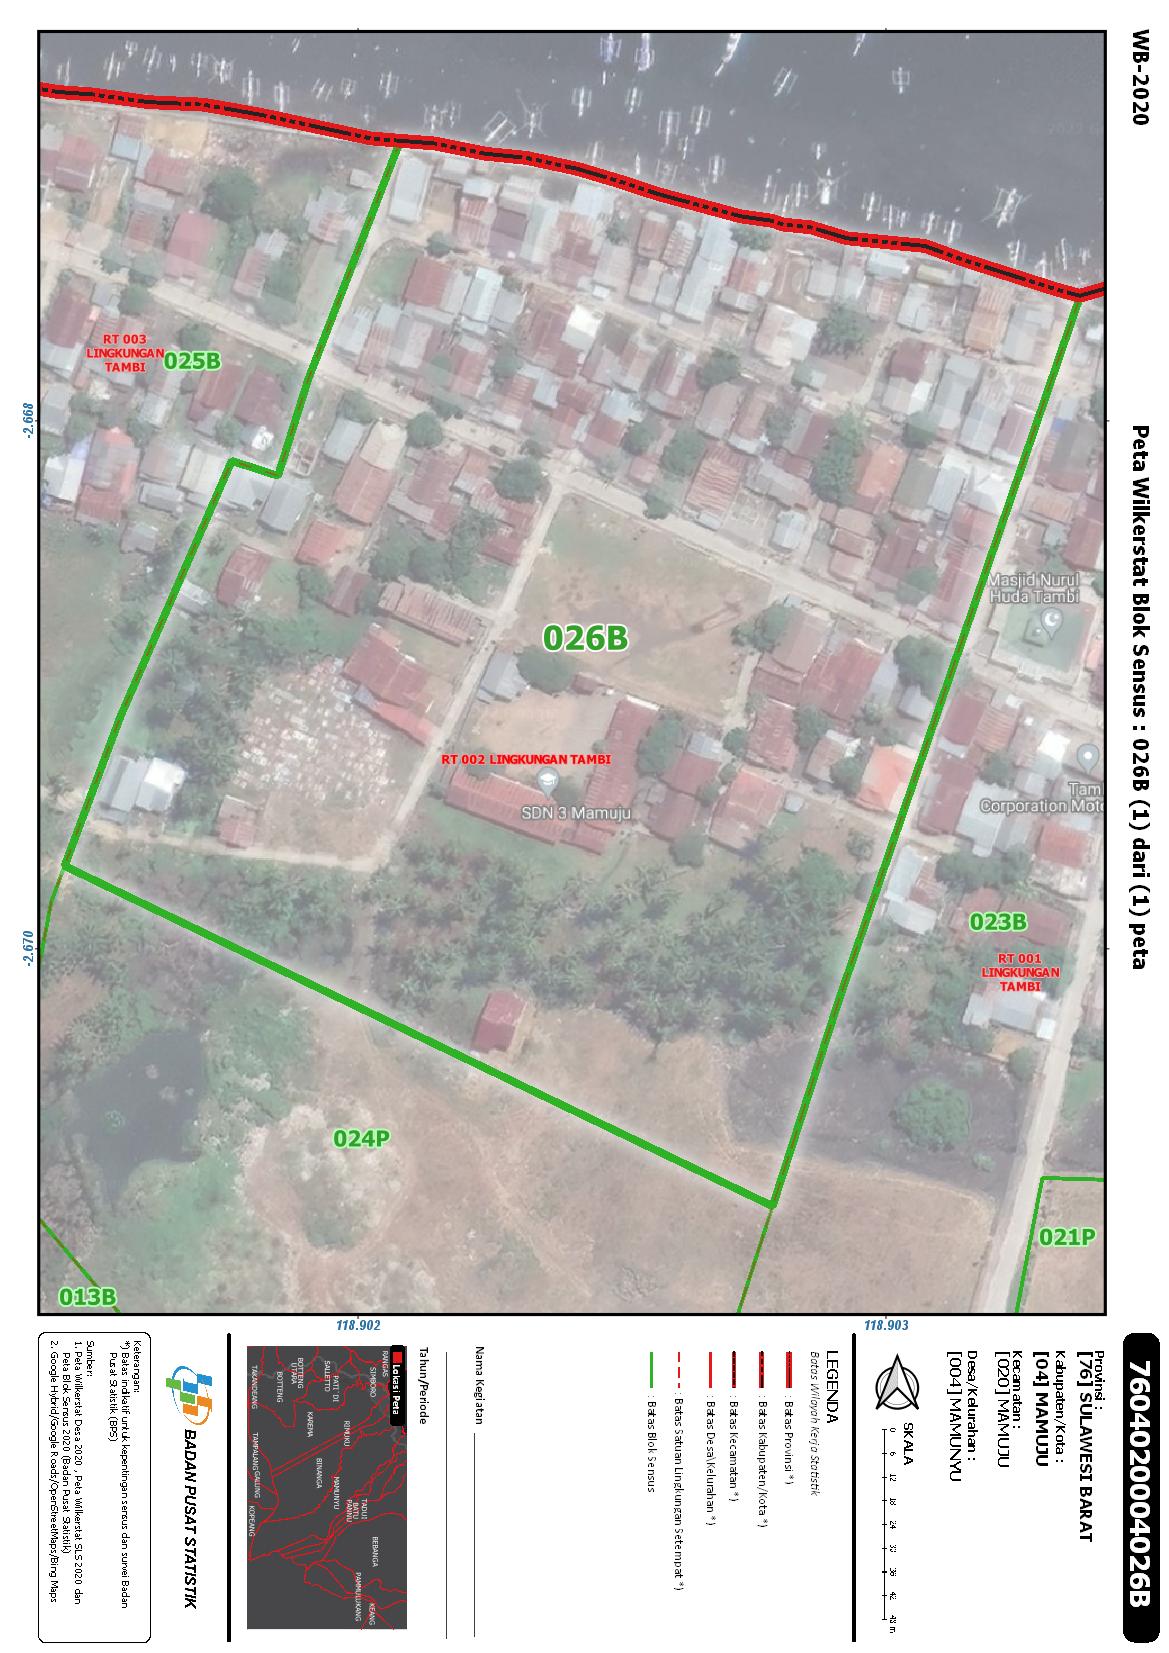 WB-2020
Peta Wilkerstat Blok Sensus : 026B (1) dari (1) peta
7604020004026B
RT 003
LINGKUNGAN
TAMBI
025B
026B
RT 002 LINGKUNGAN TAMBI
SDN 3 Mamuju
Masjid Nurul
Huda Tambi
Tam
Corporation Moto
023B
RT 001
LINGKUNGAN
TAMBI
024P
021P
013B
-2.668
-2.670
118.902
118.903
Provinsi :
[76] SULAWESI BARAT
Kabupaten/Kota :
[04] MAMUJU
Kecamatan :
[020] MAMUJU
Desa/Kelurahan :
[004] MAMUNYU
SKALA
0 6 12 18 24 30 36 42 48 m
LEGENDA
Batas Wilayah Kerja Statistik
: Batas Provinsi *)
: Batas Kabupaten/Kota *)
: Batas Kecamatan *)
: Batas Desa\Kelurahan *)
: Batas Satuan Lingkungan Setempat *)
: Batas Blok Sensus
Nama Kegiatan
Tahun/Periode
Lokasi Peta
RANGAS
SIMBORO
PATI' DI
SALLETTO
BOTTENG
UTARA
BOTTENG
TAKANDEANG
RIMUKU
KAREMA
BINANGA
MAMUNYU
TAMPALANG
GALUNG
TADUI
BATU
PANNU
KOPEANG
BEBANGA
PAMMULUKANG
KEANG
BADAN PUSAT STATISTIK
Keterangan:
*) Batas indikatif untuk kepentingan sensus dan survei Badan
Pusat Statistik (BPS)
Sumber:
1. Peta Wilkerstat Desa 2020 , Peta Wilkerstat SLS 2020 dan
Peta Blok Sensus 2020 (Badan Pusat Statistik)
2. Google Hybrid/Google Roads/OpenStreetMaps/Bing Maps